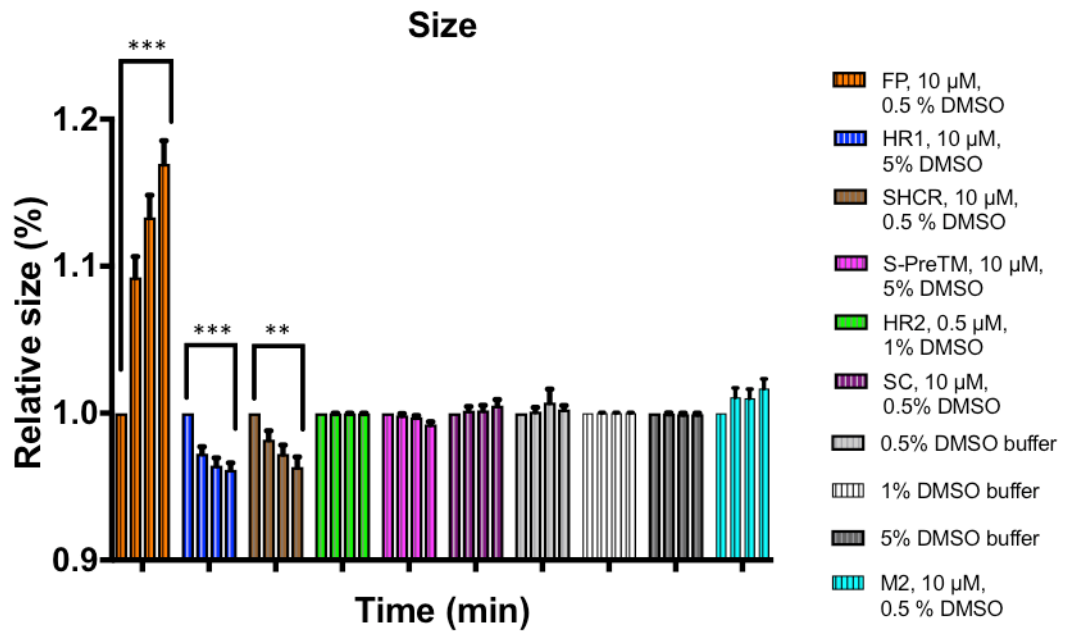 Size
***
1.2
1.1
*** **
1.0
0.9
Relative size (%)
Time (min)
FP, 10 µM,
0.5 % DMSO
HR1, 10 µM,
5% DMSO
SHCR, 10 µM,
0.5 % DMSO
S-PreTM, 10 µM,
5% DMSO
HR2, 0.5 µM,
1% DMSO
SC, 10 µM,
0.5% DMSO
0.5% DMSO buffer
1% DMSO buffer
5% DMSO buffer
M2, 10 µM,
0.5 % DMSO